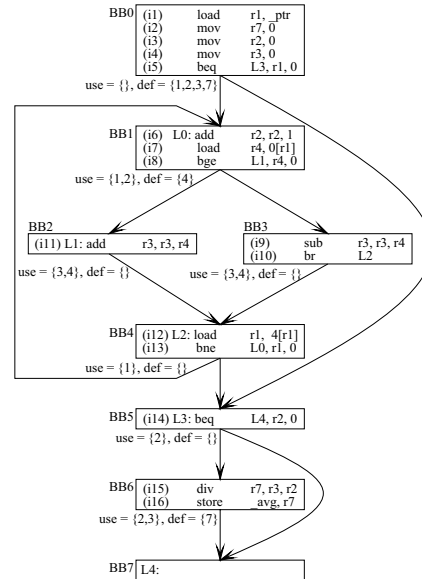 BB0
(i1) load r1, _ptr
(i2) mov r7, 0
(i3) mov r2, 0
(i4) mov r3, 0
(i5) beq L3, r1, 0
use = {}, def = {1,2,3,7}
BB1
(i6) L0: add r2, r2, 1
(i7) load r4, 0[r1]
(i8) bge L1, r4, 0
use = {1,2}, def = {4}
BB2
(i11) L1: add r3, r3, r4
use = {3,4}, def = {}
BB3
(i9) sub r3, r3, r4
(i10) br L2
use = {3,4}, def = {}
BB4
(i12) L2: load r1, 4[r1]
(i13) bne L0, r1, 0
use = {1}, def = {}
BB5
(i14) L3: beq L4, r2, 0
use = {2}, def = {}
BB6
(i15) div r7, r3, r2
(i16) store _avg, r7
use = {2,3}, def = {7}
BB7
L4: